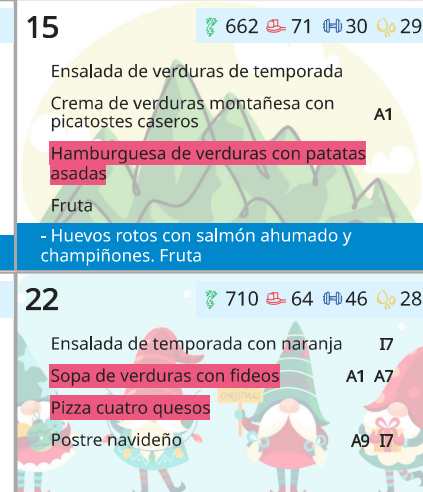 15 662 71 30 29
Ensalada de verduras de temporada
Crema de verduras montañesa con
picatostes caseros A1
Hamburguesa de verduras con patatas
asadas
Fruta
- Huevos rotos con salmón ahumado y
champiñones. Fruta
22 710 64 46 28
Ensalada de temporada con naranja I7
Sopa de verduras con fideos A1 A7
CHRISTMAS
Pizza cuatro quesos
Postre navideño A9 I7